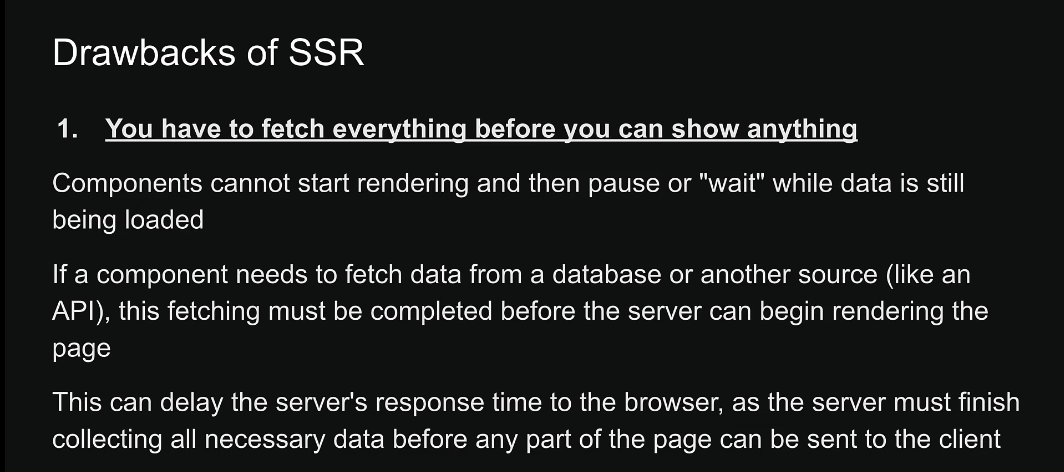 Drawbacks of SSR
1. You have to fetch everything before you can show anything
Components cannot start rendering and then pause or "wait" while data is still
being loaded
If a component needs to fetch data from a database or another source (like an
API), this fetching must be completed before the server can begin rendering the
page
This can delay the server's response time to the browser, as the server must finish
collecting all necessary data before any part of the page can be sent to the client